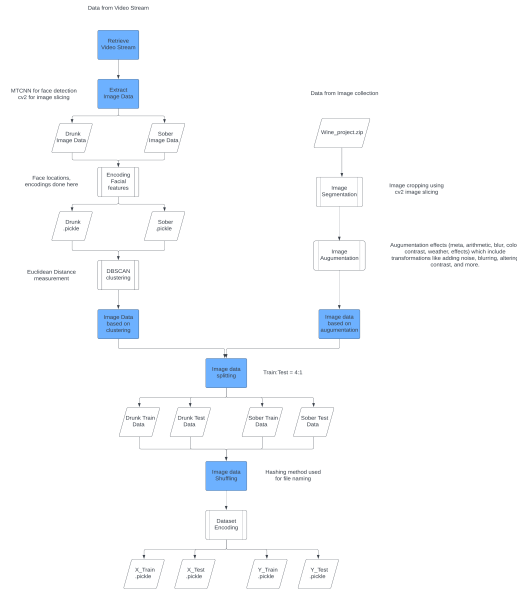 Data from Video Stream
Retrieve
Video Stream
MTCNN for face detection
cv2 for image slicing
Extract
Image Data
Data from image collection
Drunk
Image Data
Sober
Image Data
Wine_project.zip
Face locations,
encodings done here
Encoding
Facial
features
Image
Segmentation
Image cropping using
cv2 image slicing
Drunk
.pickle
Sober
.pickle
Image
Augmentation
Augumentation effects (meta, arithmetic, blur, colo
contrast, weather, effects) which include
transformations like adding noise, blurring, altering
contrast, and more.
Euclidean Distance
measurement
DBSCAN
clustering
Image Data
based on
clustering
Image data
based on
augumentation
Image data
splitting
Train:Test = 4:1
Drunk Train
Data
Drunk Test
Data
Sober Train
Data
Sober Test
Data
Image data
Shuffling
Hashing method used
for file naming
Dataset
Encoding
X_Train
.pickle
X_Test
.pickle
Y_Train
.pickle
Y_Test
.pickle